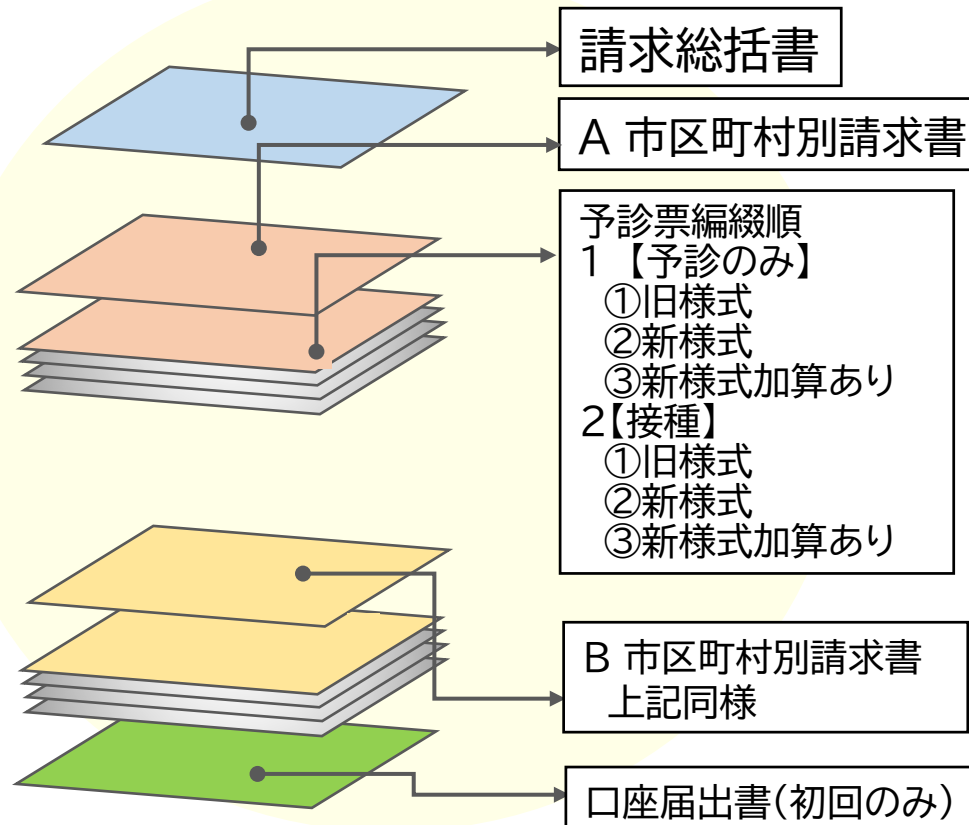 請求総括書
A 市区町村別請求書
予診票編綴順
1 【予診のみ】
①旧様式
②新様式
③新様式加算あり
2【接種】
①旧様式
②新様式
③新様式加算あり
B 市区町村別請求書
上記同様
口座届出書(初回のみ)